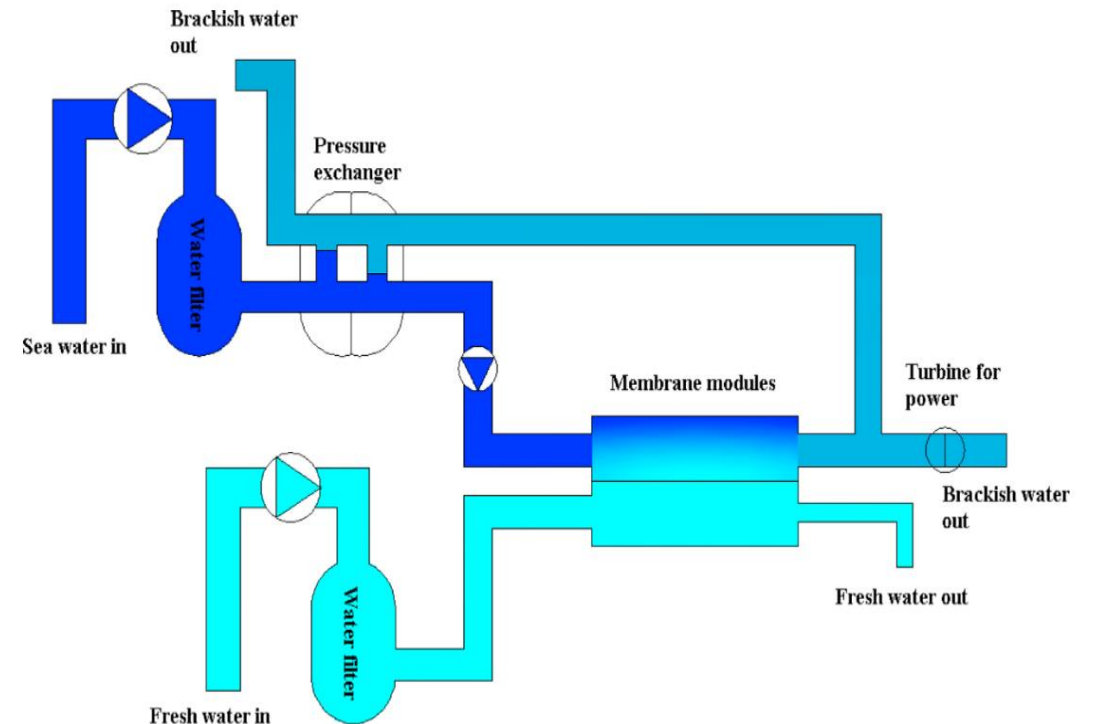 Brackish water
out
Pressure
exchanger
Water filter
Sea water in
Membrane modules
Turbine for
power
Brackish water
out
Water filter
Fresh water out
Fresh water in